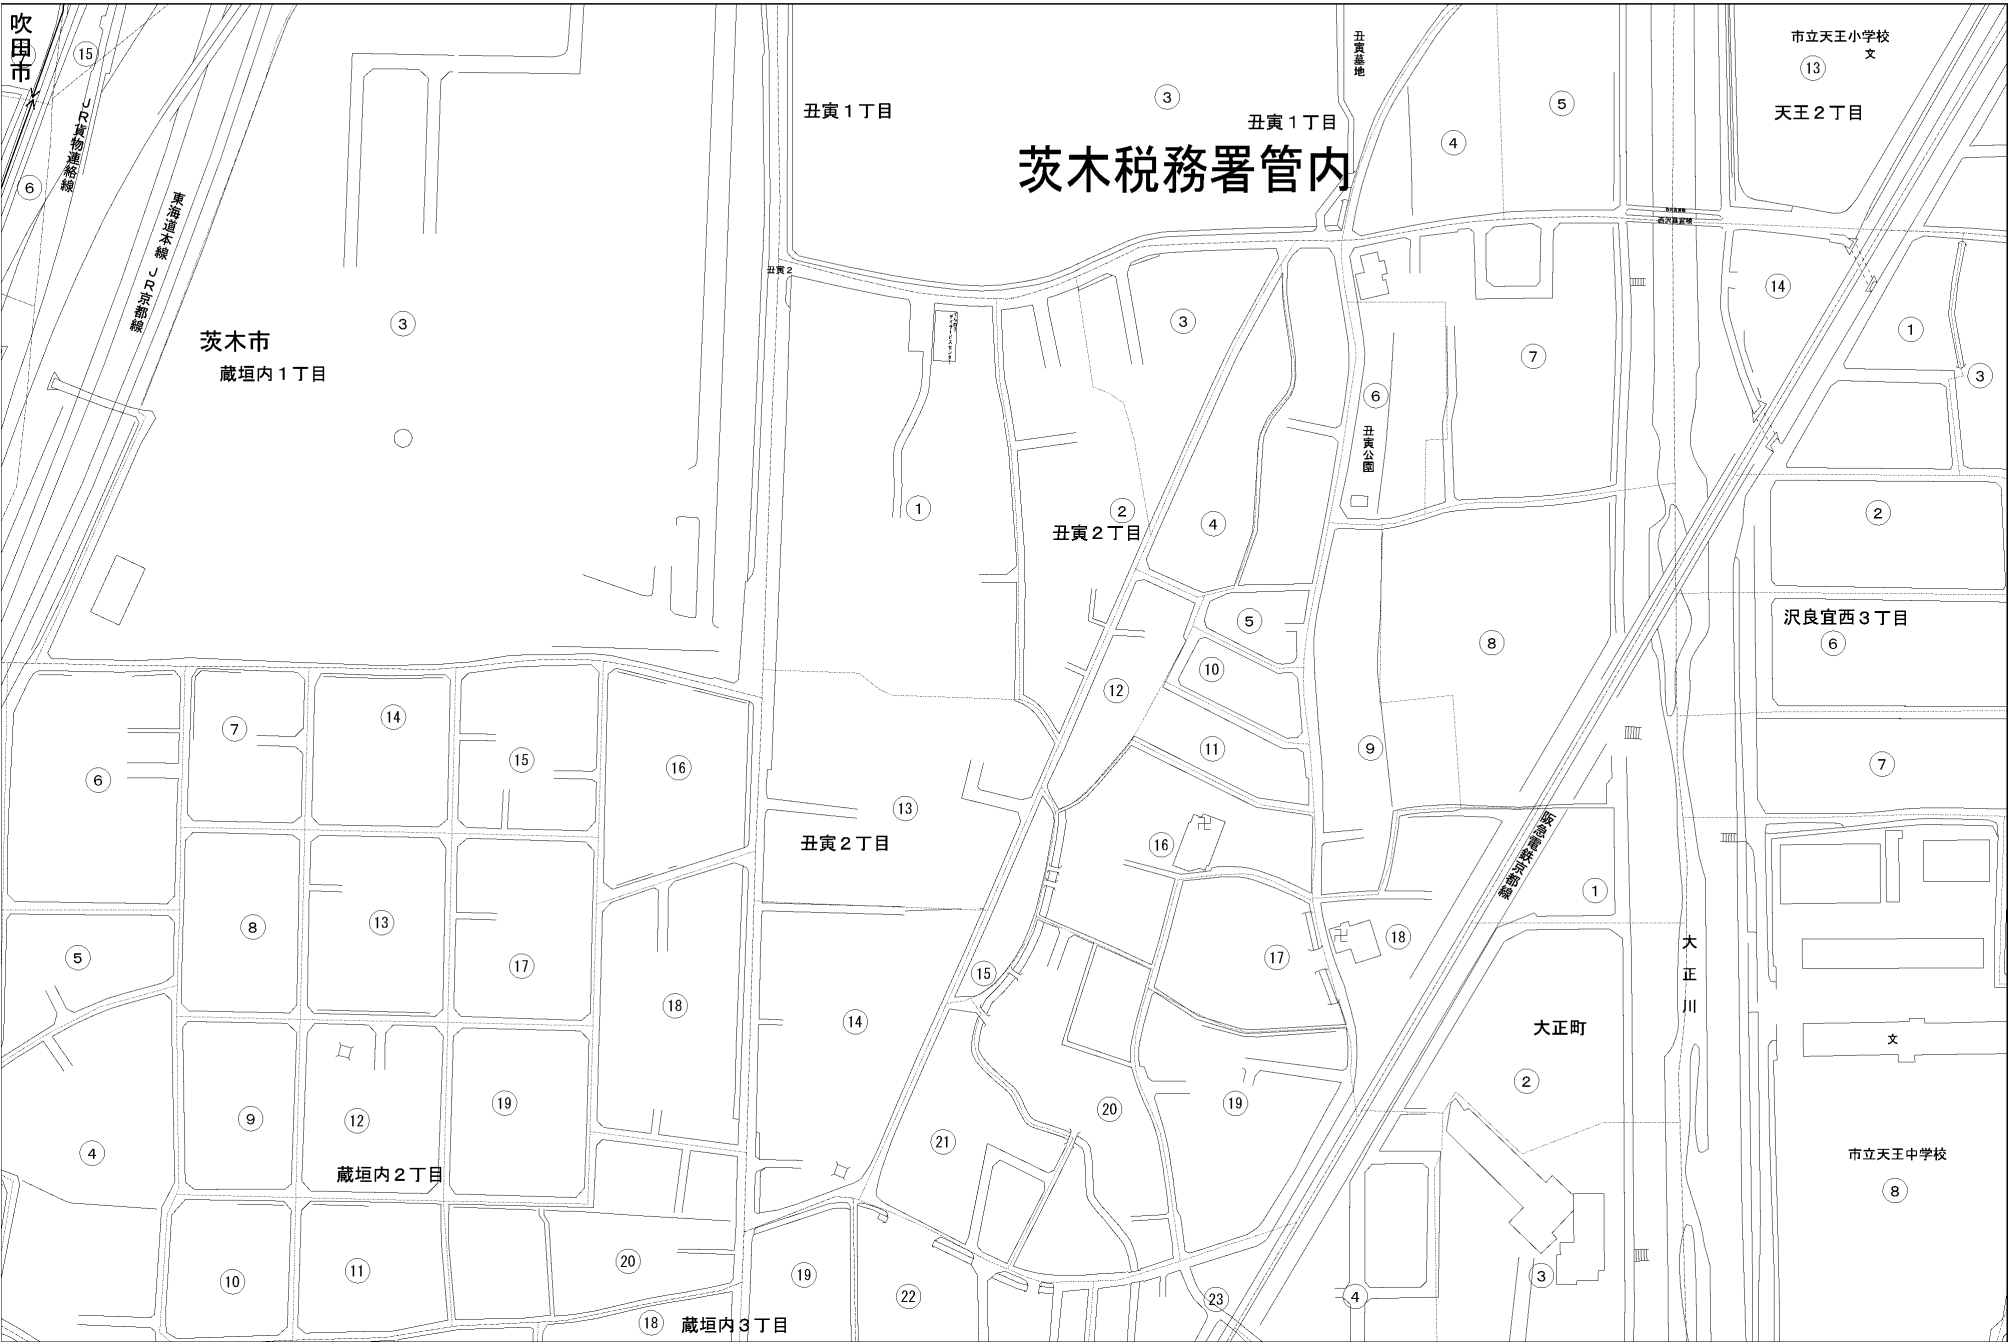 吹田市
7
15
6
JR貨物連絡線
東海道本線 JR京都線
茨木市
蔵垣内1丁目
3
丑寅1丁目
3
丑寅1丁目
茨木税務署管内
丑寅墓地
4
5
市立天王小学校
文
13
天王2丁目
丑寅2
1
2
丑寅2丁目
3
4
5
6
丑寅公園
7
8
9
10
11
12
13
丑寅2丁目
14
15
16
17
18
19
20
21
22
23
14
1
3
2
沢良宜西3丁目
6
7
阪急電鉄京都線
大正川
1
大正町
2
3
4
文
市立天王中学校
8
6
7
14
15
16
5
8
13
17
18
4
9
12
19
蔵垣内2丁目
10
11
20
18
蔵垣内3丁目
19